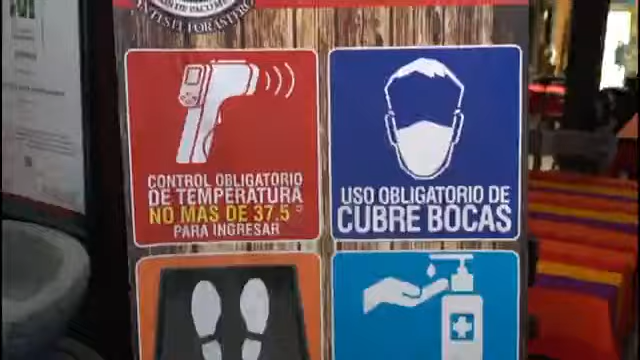 CONTROL OBLIGATORIO
DE TEMPERATURA
NO MAS DE 37.5°
PARA INGRESAR
USO OBLIGATORIO DE
CUBRE BOCAS